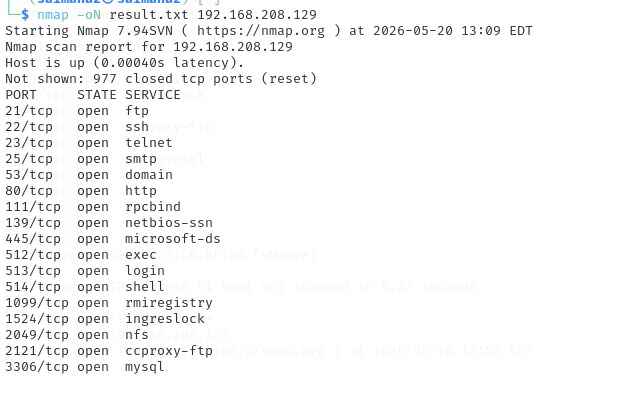 └─$ nmap -oN result.txt 192.168.208.129
Starting Nmap 7.94SVN ( https://nmap.org ) at 2026-05-20 13:09 EDT
Nmap scan report for 192.168.208.129
Host is up (0.00040s latency).
Not shown: 977 closed tcp ports (reset)
PORT     STATE SERVICE
21/tcp   open  ftp
22/tcp   open  ssh
23/tcp   open  telnet
25/tcp   open  smtp
53/tcp   open  domain
80/tcp   open  http
111/tcp  open  rpcbind
139/tcp  open  netbios-ssn
445/tcp  open  microsoft-ds
512/tcp  open  exec
513/tcp  open  login
514/tcp  open  shell
1099/tcp open  rmiregistry
1524/tcp open  ingreslock
2049/tcp open  nfs
2121/tcp open  ccproxy-ftp
3306/tcp open  mysql